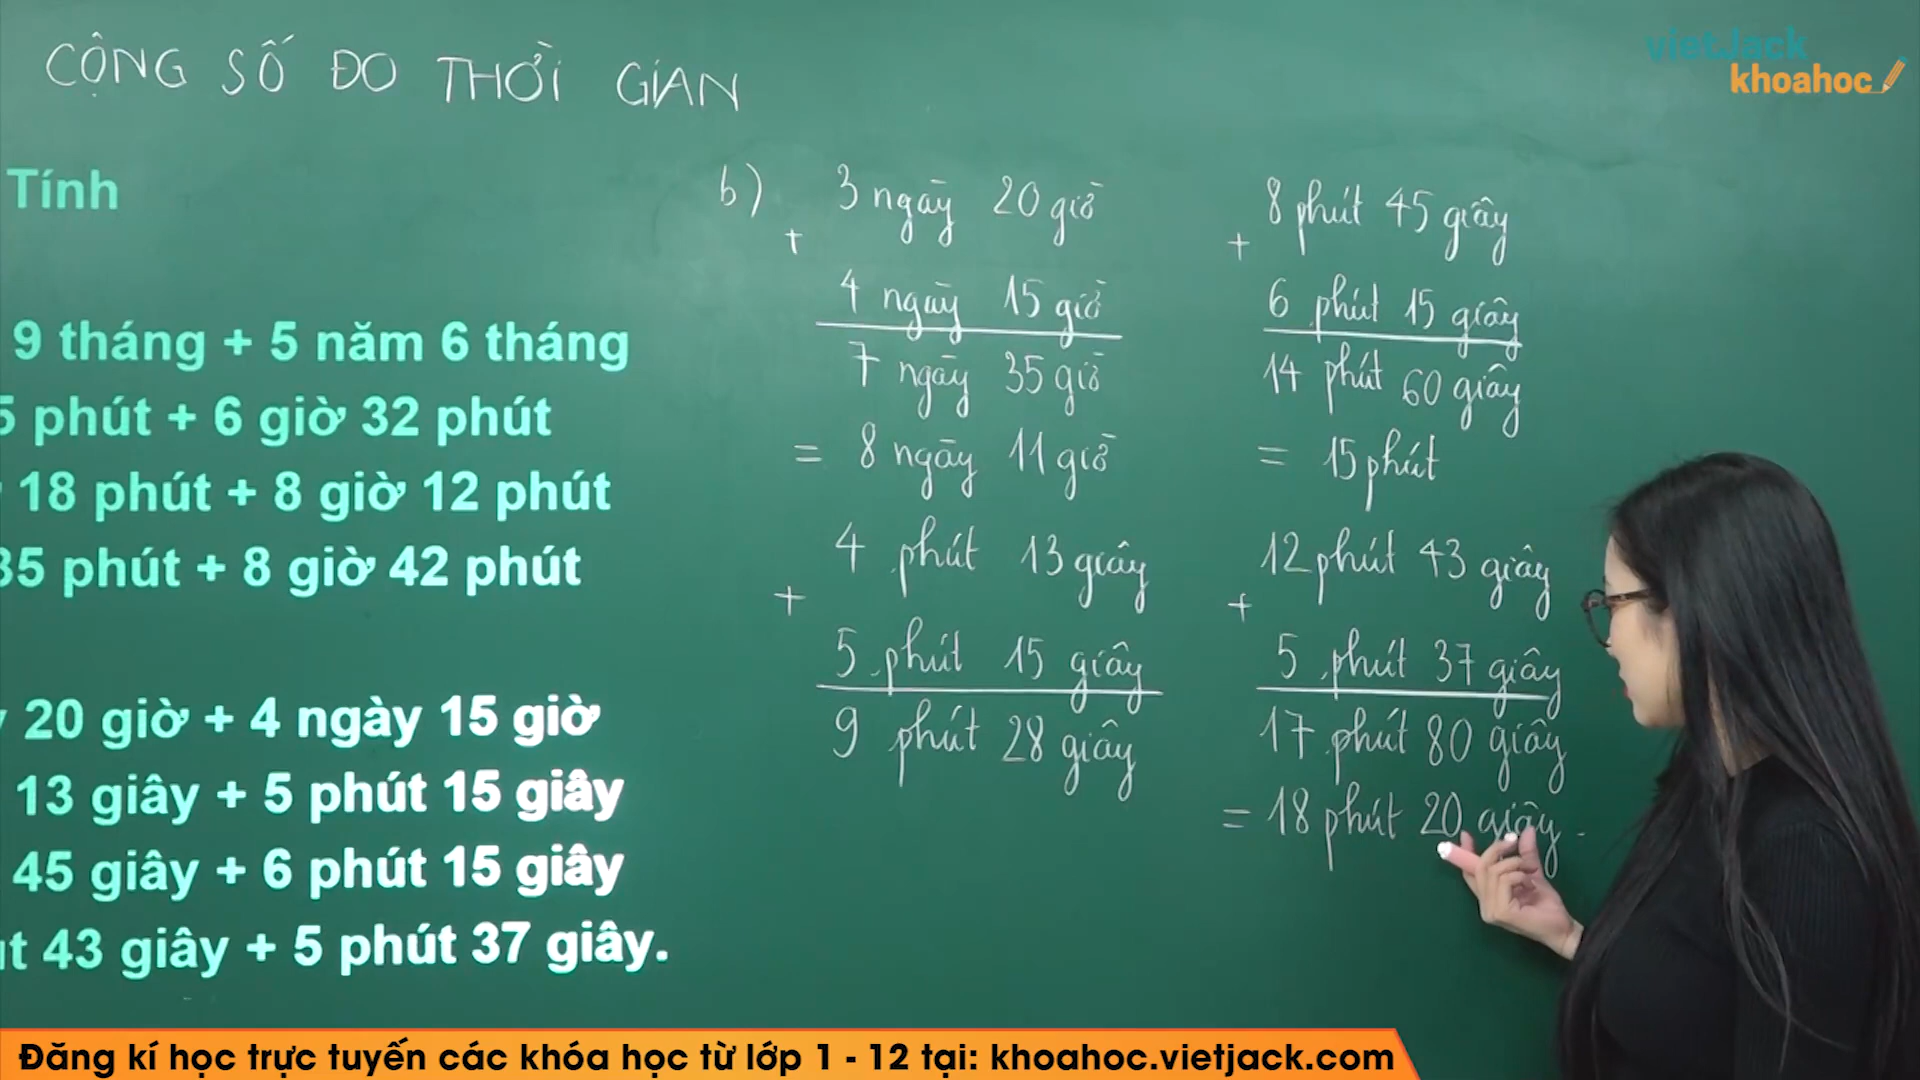 CỘNG SỐ ĐO THỜI GIAN
vietJack
khoahoc
Tính
9 tháng + 5 năm 6 tháng
5 phút + 6 giờ 32 phút
18 phút + 8 giờ 12 phút
35 phút + 8 giờ 42 phút
20 giờ + 4 ngày 15 giờ
13 giây + 5 phút 15 giây
45 giây + 6 phút 15 giây
43 giây + 5 phút 37 giây.
b)
3 ngày 20 giờ
+
4 ngày 15 giờ
7 ngày 35 giờ
= 8 ngày 11 giờ
8 phút 45 giây
+
6 phút 15 giây
14 phút 60 giây
= 15 phút
4 phút 13 giây
+
5 phút 15 giây
9 phút 28 giây
12 phút 43 giây
+
5 phút 37 giây
17 phút 80 giây
= 18 phút 20 giây
Đăng kí học trực tuyến các khóa học từ lớp 1 - 12 tại: khoahoc.vietjack.com